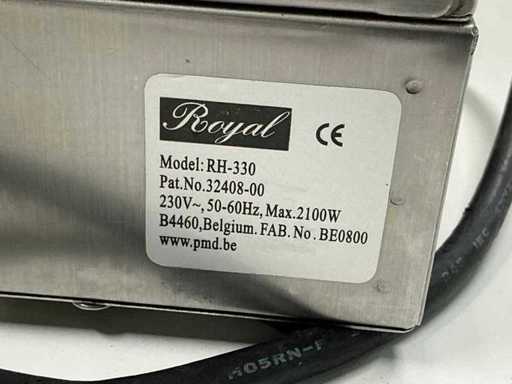 Royal
CE
Model: RH-330
Pat.No.32408-00
230V~, 50-60Hz, Max.2100W
B4460,Belgium. FAB. No. BE0800
www.pmd.be
H05RN-F